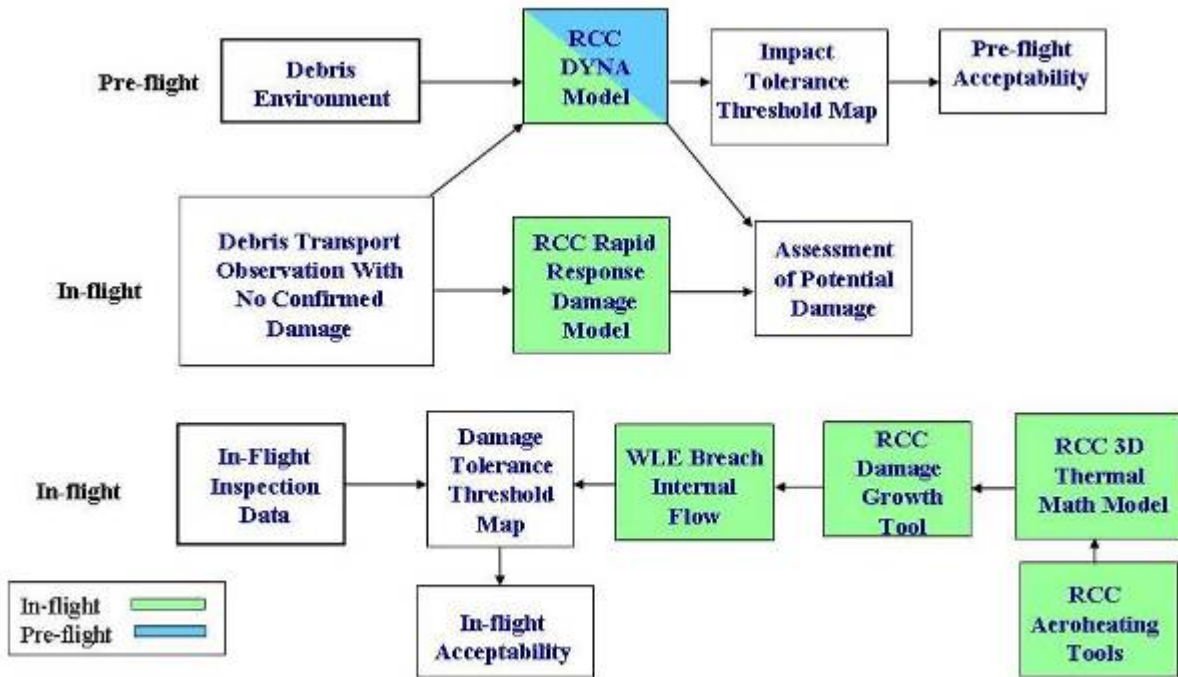 Pre-flight
Debris
Environment
RCC
DYNA
Model
Impact
Tolerance
Threshold Map
Pre-flight
Acceptability
In-flight
Debris Transport
Observation With
No Confirmed
Damage
RCC Rapid
Response
Damage
Model
Assessment
of Potential
Damage
In-flight
In-Flight
Inspection
Data
Damage
Tolerance
Threshold
Map
WLE Breach
Internal
Flow
RCC
Damage
Growth
Tool
RCC 3D
Thermal
Math Model
In-flight
Pre-flight
In-flight
Acceptability
RCC
Aeroheating
Tools